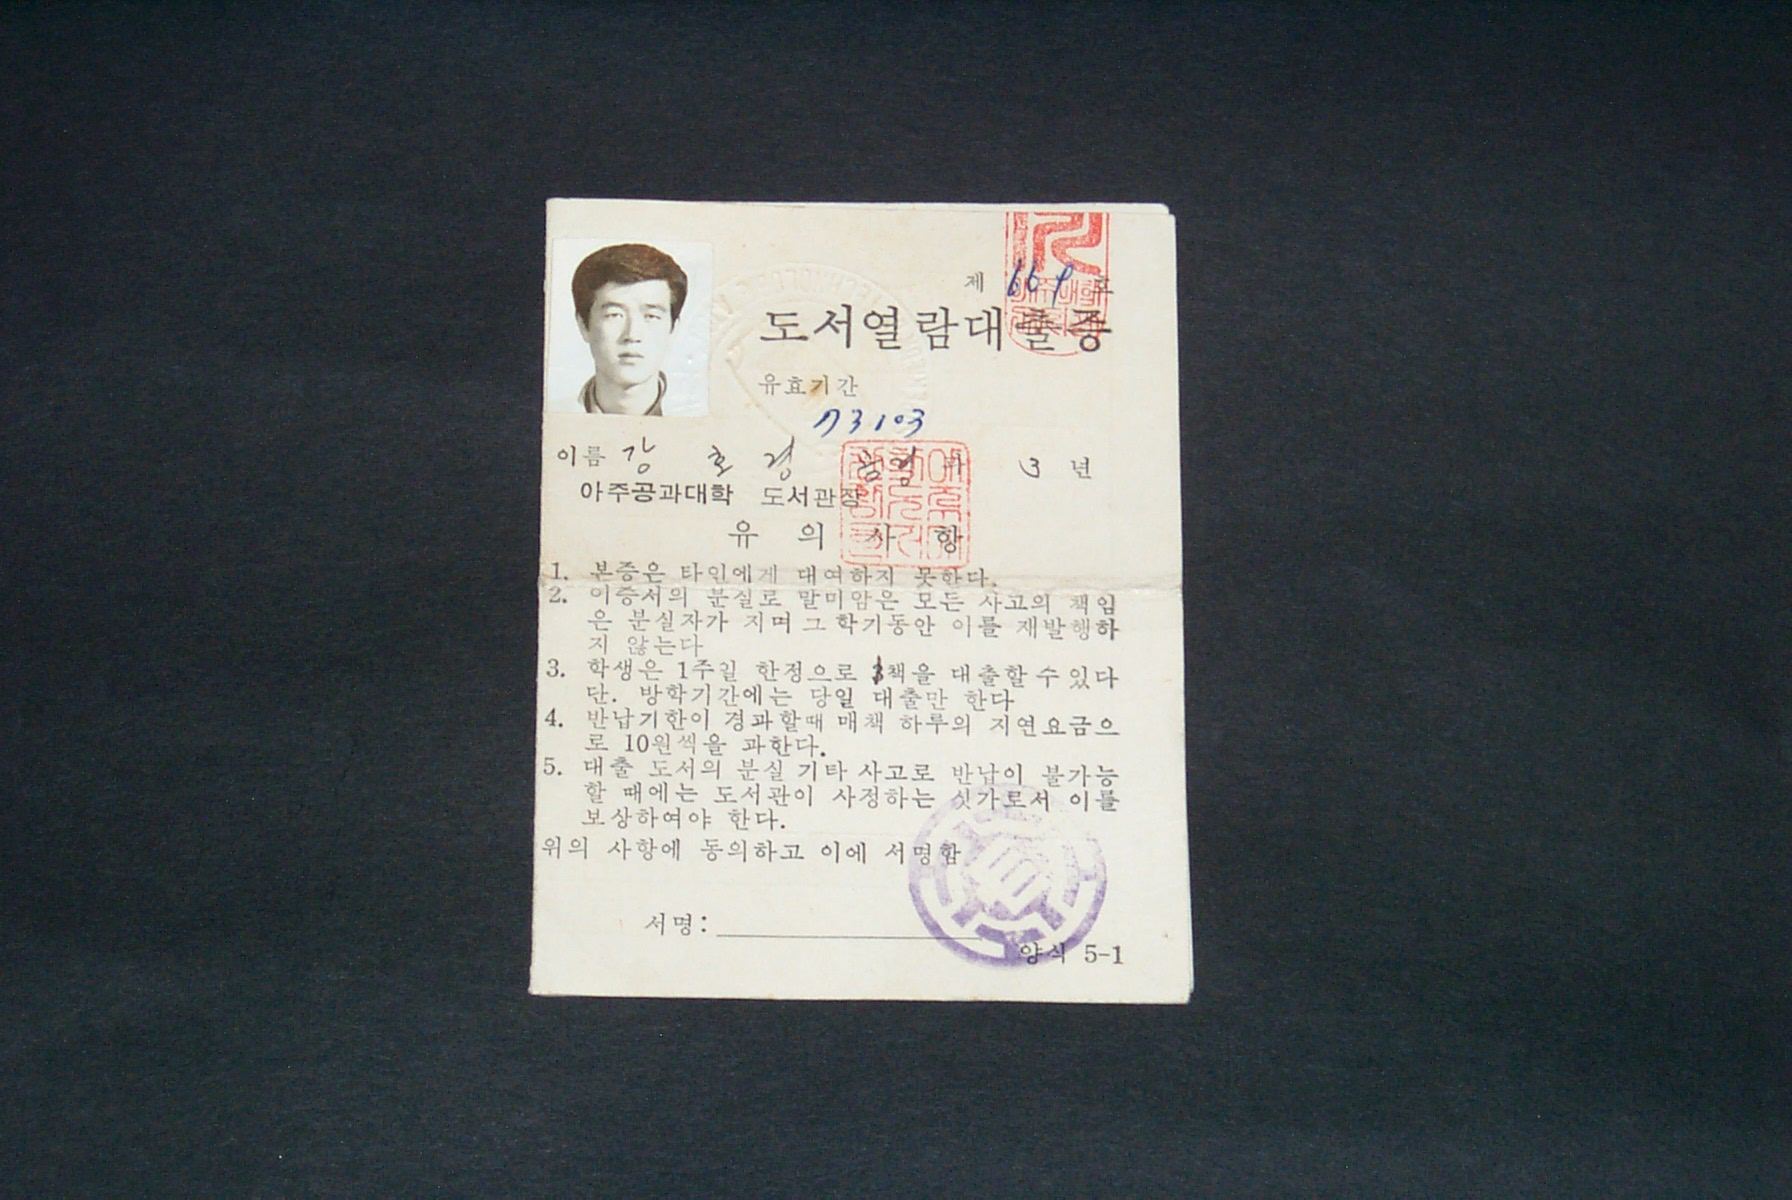 제 669 호
도서열람대출증
유효기간
73103
이름 강 호 경 과 3 년
아주공과대학 도서관장
유 의 사 항
1. 본증은 타인에게 대여하지 못한다.
2. 이증서의 분실로 말미암은 모든 사고의 책임
은 분실자가 지며 그 학기동안 이를 재발행하
지 않는다
3. 학생은 1주일 한정으로 책을 대출할 수 있다
단. 방학기간에는 당일 대출만 한다
4. 반납기한이 경과할때 매책 하루의 지연요금으
로 10원씩을 과한다.
5. 대출 도서의 분실 기타 사고로 반납이 불가능
할 때에는 도서관이 사정하는 싯가로서 이를
보상하여야 한다.
위의 사항에 동의하고 이에 서명함
서명:
양식 5-1